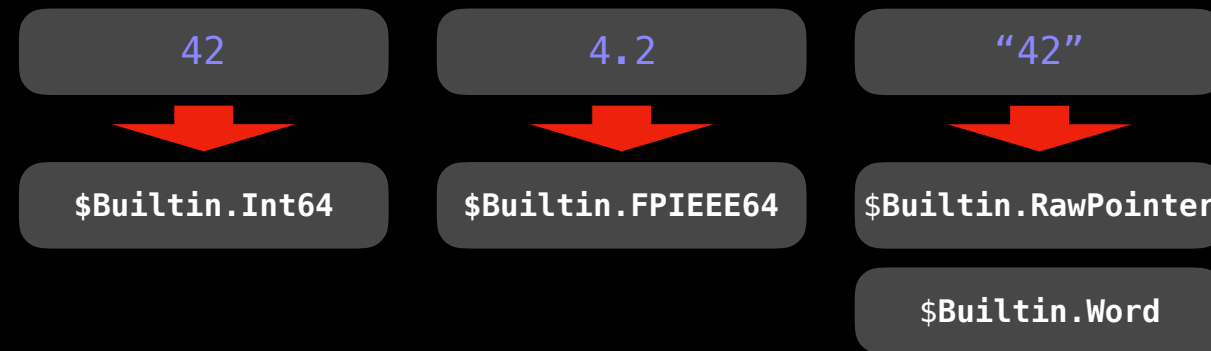 42
4.2
“42”
$Builtin.Int64
$Builtin.FPIEEE64
$Builtin.RawPointer
$Builtin.Word